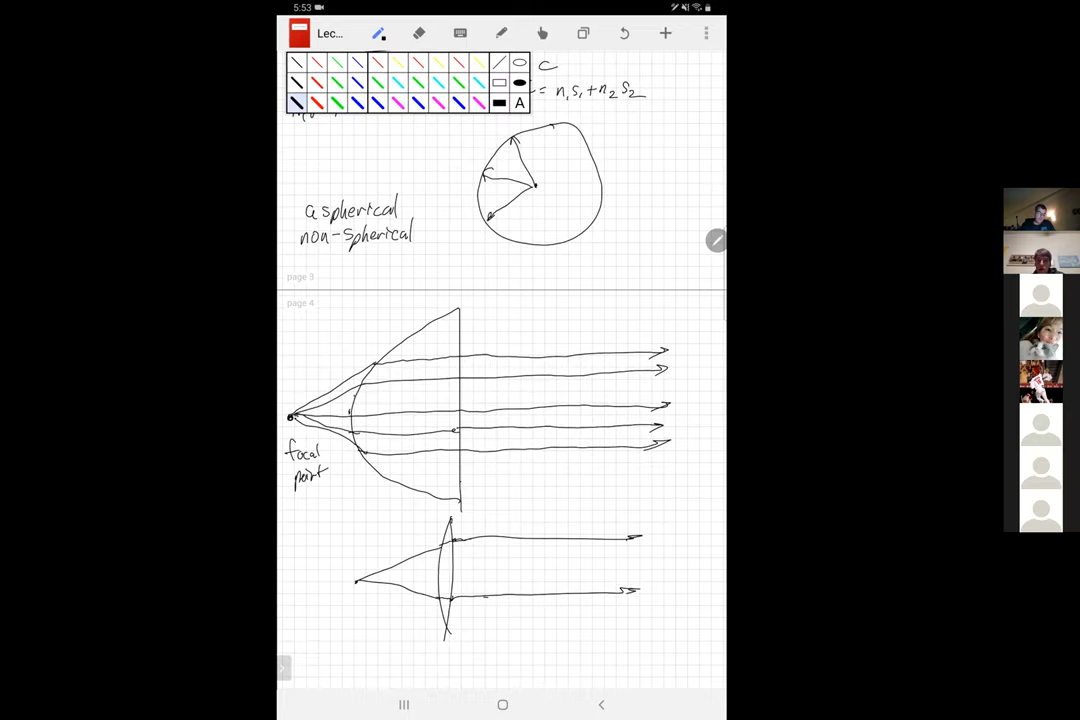 5:53
Lec...
C
= n₁s₁+n₂s₂
A
aspherical
non-spherical
page 3
page 4
focal
point